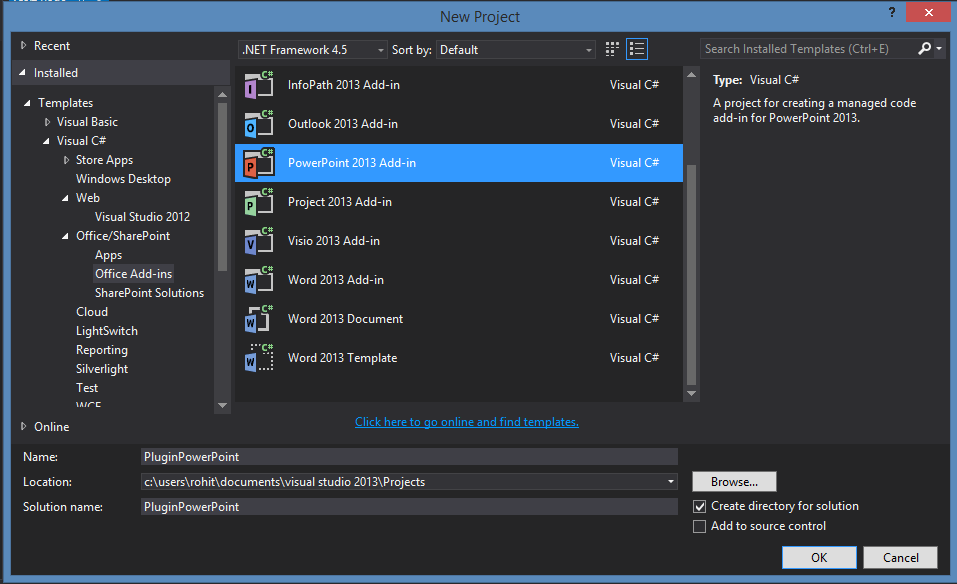 New Project
?
Recent
Installed
Templates
Visual Basic
Visual C#
Store Apps
Windows Desktop
Web
Visual Studio 2012
Office/SharePoint
Apps
Office Add-ins
SharePoint Solutions
Cloud
LightSwitch
Reporting
Silverlight
Test
WCF
Online
.NET Framework 4.5 Sort by: Default
C# I InfoPath 2013 Add-in Visual C#
C# O Outlook 2013 Add-in Visual C#
C# P PowerPoint 2013 Add-in Visual C#
C# P Project 2013 Add-in Visual C#
C# V Visio 2013 Add-in Visual C#
C# W Word 2013 Add-in Visual C#
C# W Word 2013 Document Visual C#
C# W Word 2013 Template Visual C#
Click here to go online and find templates.
Search Installed Templates (Ctrl+E)
Type: Visual C#
A project for creating a managed code
add-in for PowerPoint 2013.
Name: PluginPowerPoint
Location: c:\users\rohit\documents\visual studio 2013\Projects
Browse...
Solution name: PluginPowerPoint
Create directory for solution
Add to source control
OK Cancel